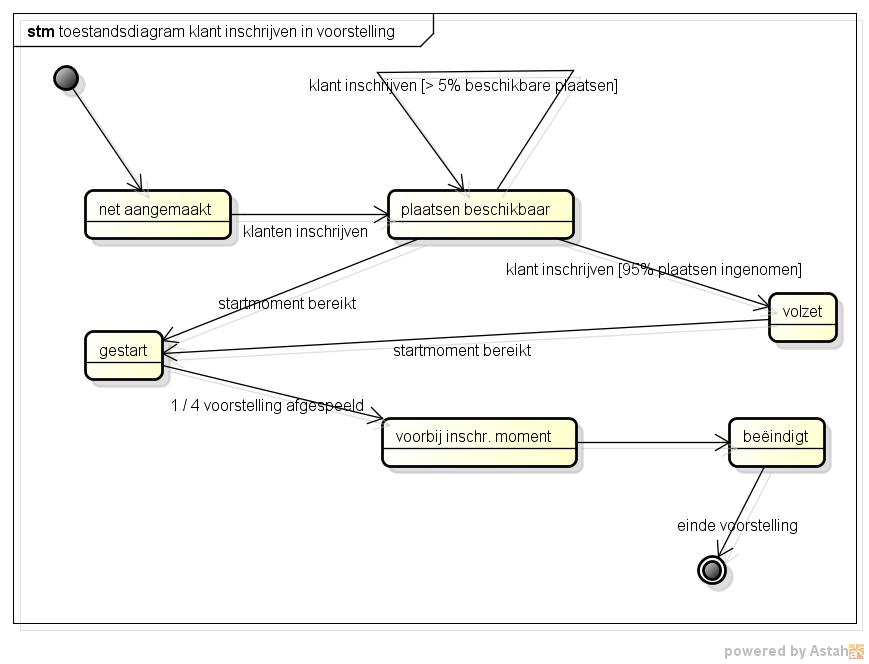 stm toestandsdiagram klant inschrijven in voorstelling
klant inschrijven [> 5% beschikbare plaatsen]
net aangemaakt
plaatsen beschikbaar
klanten inschrijven
klant inschrijven [95% plaatsen ingenomen]
startmoment bereikt
volzet
gestart
startmoment bereikt
1 / 4 voorstelling afgespeeld
voorbij inschr. moment
beëindigt
einde voorstelling
powered by Astah